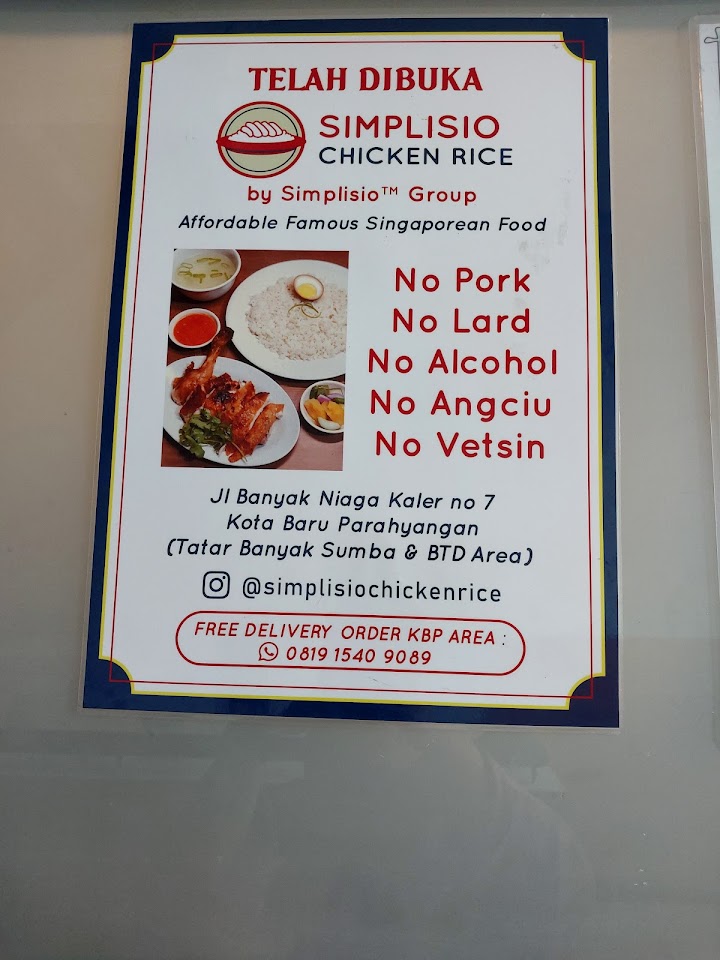 TELAH DIBUKA
SIMPLISIO
CHICKEN RICE
by Simplisio™ Group
Affordable Famous Singaporean Food
No Pork
No Lard
No Alcohol
No Angciu
No Vetsin
Jl Banyak Niaga Kaler no 7
Kota Baru Parahyangan
(Tatar Banyak Sumba & BTD Area)
@simplisiochickenrice
FREE DELIVERY ORDER KBP AREA :
0819 1540 9089